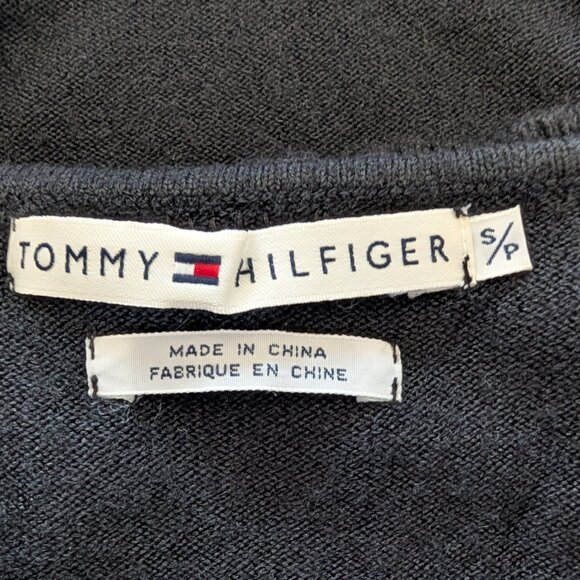 TOMMY HILFIGER
S/P
MADE IN CHINA
FABRIQUE EN CHINE